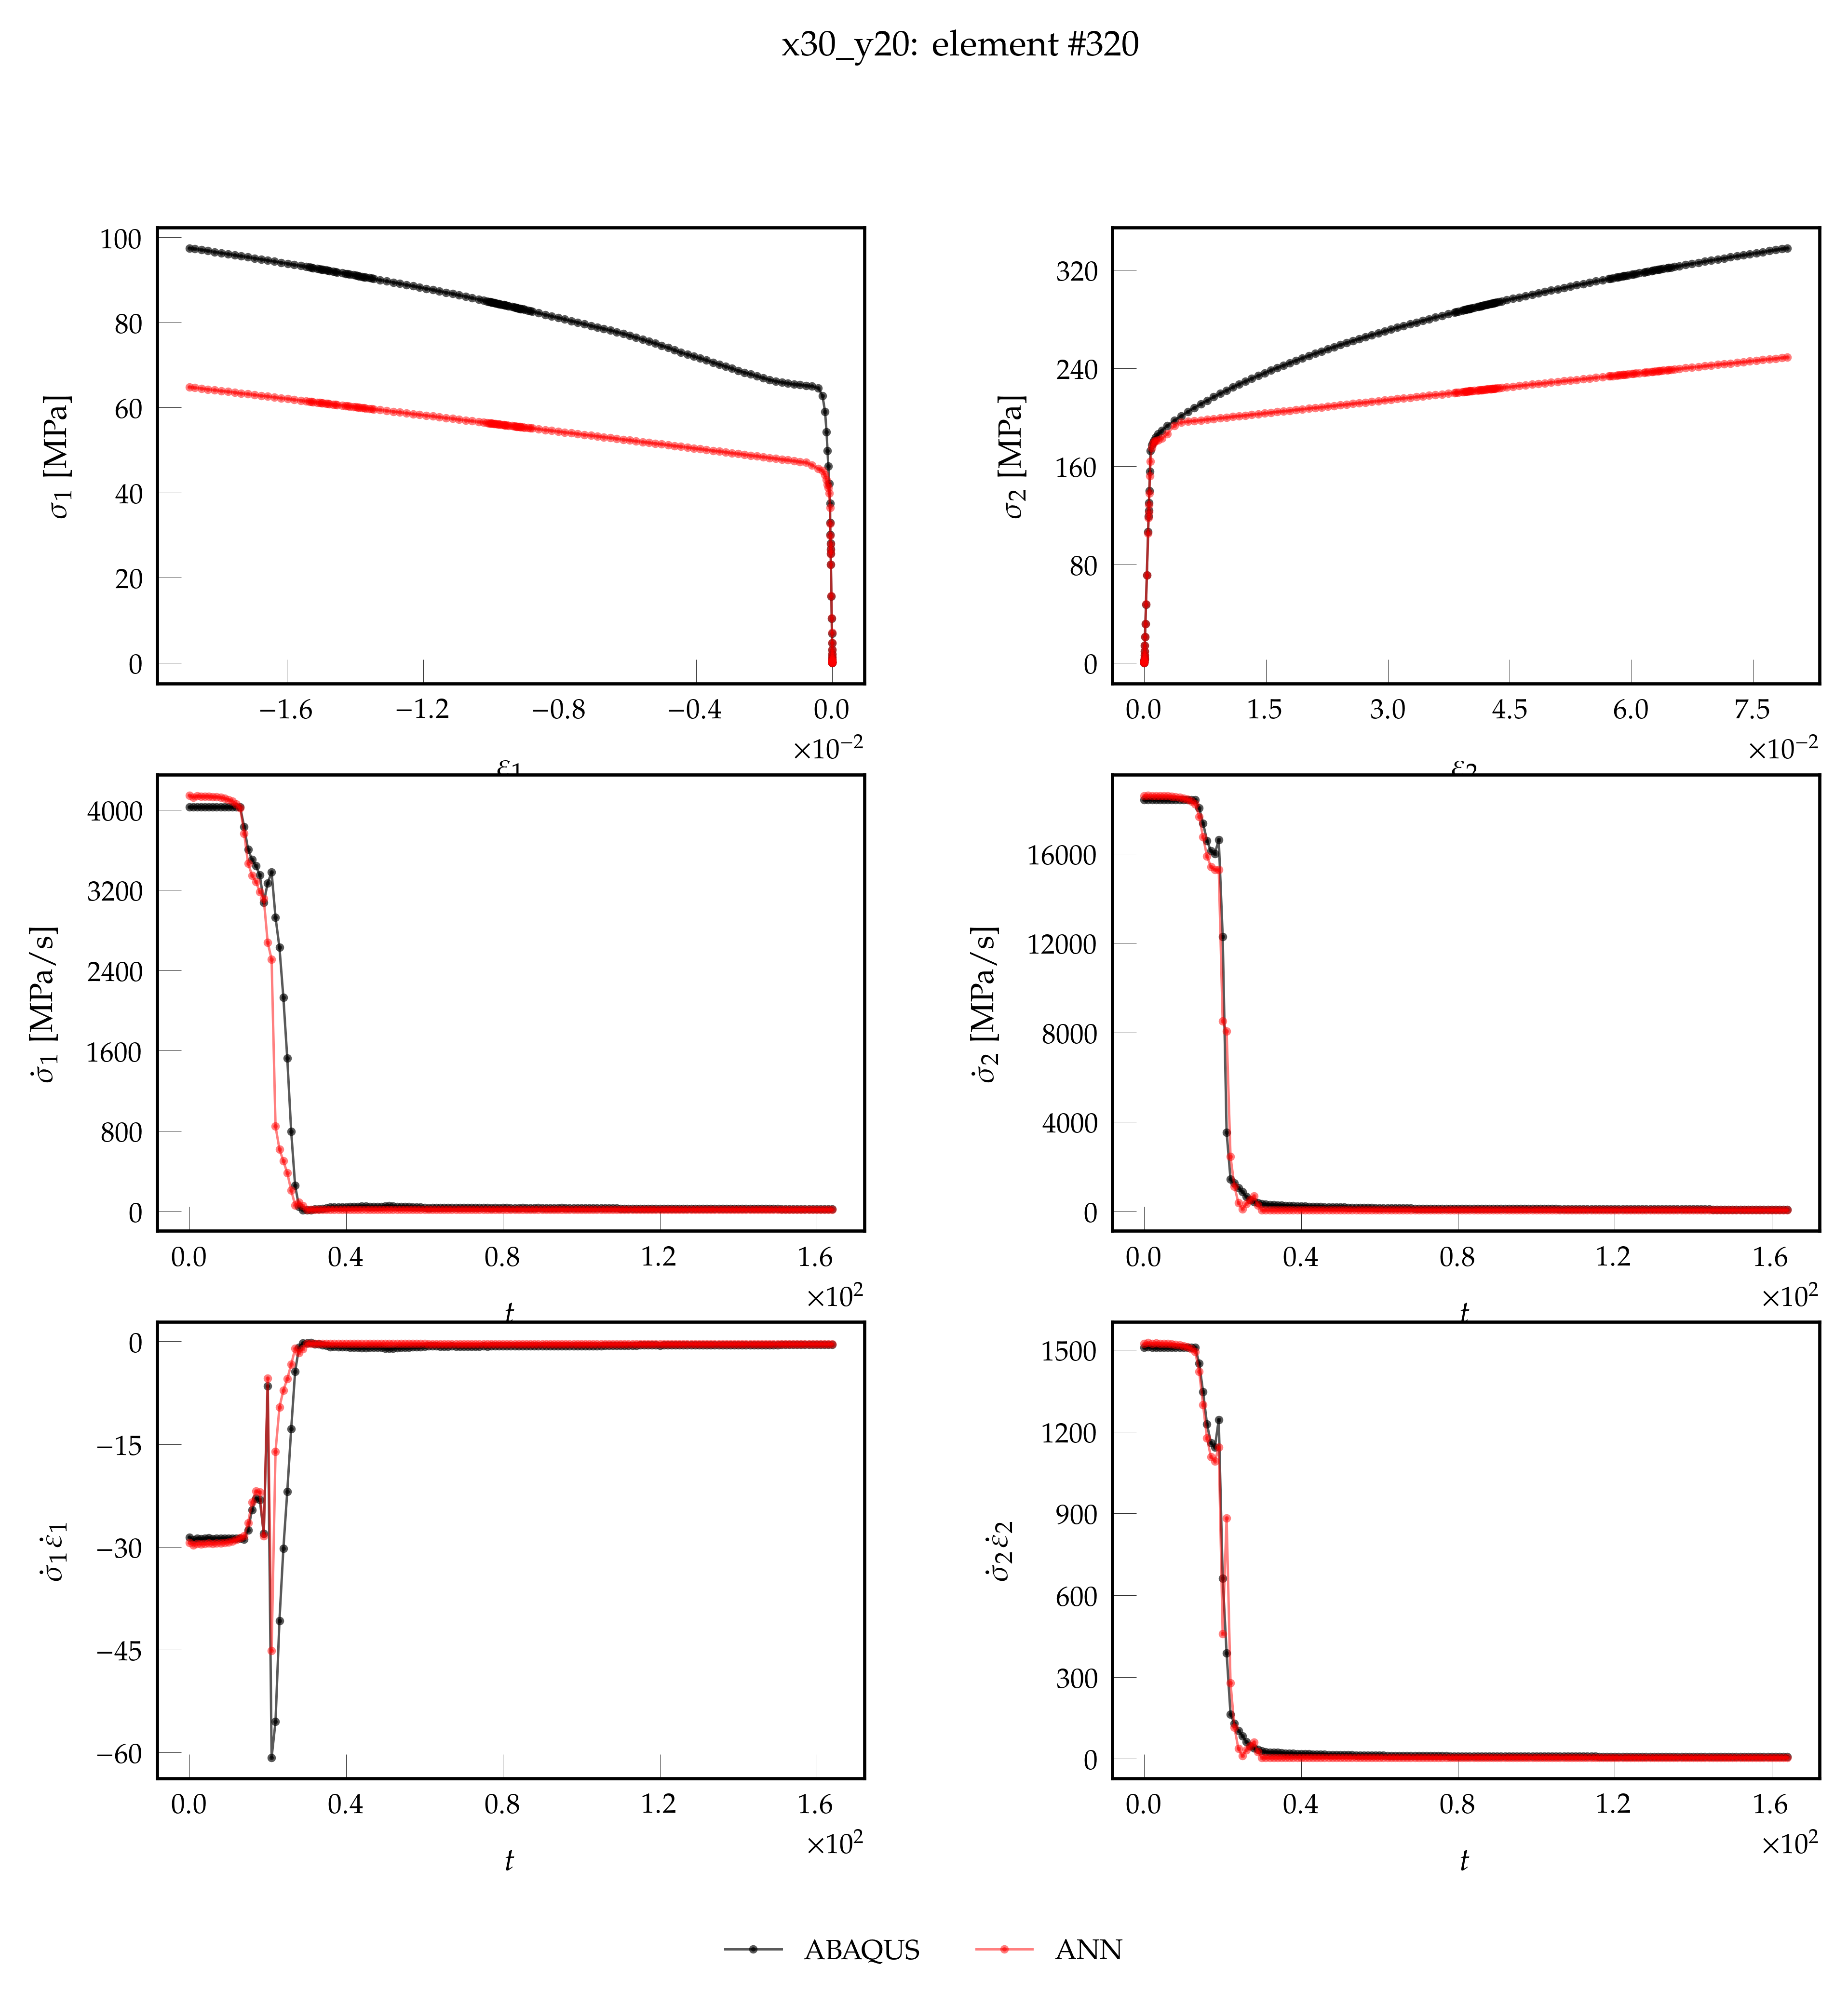 x30_y20: element #320
σ1 [MPa]
100
80
60
40
20
0
−1.6 −1.2 −0.8 −0.4 0.0
×10−2
ε1
σ2 [MPa]
320
240
160
80
0
0.0 1.5 3.0 4.5 6.0 7.5
×10−2
ε2
σ̇1 [MPa/s]
4000
3200
2400
1600
800
0
0.0 0.4 0.8 1.2 1.6
×102
t
σ̇2 [MPa/s]
16000
12000
8000
4000
0
0.0 0.4 0.8 1.2 1.6
×102
t
σ̇1ε̇1
0
−15
−30
−45
−60
0.0 0.4 0.8 1.2 1.6
×102
t
σ̇2ε̇2
1500
1200
900
600
300
0
0.0 0.4 0.8 1.2 1.6
×102
t
ABAQUS ANN